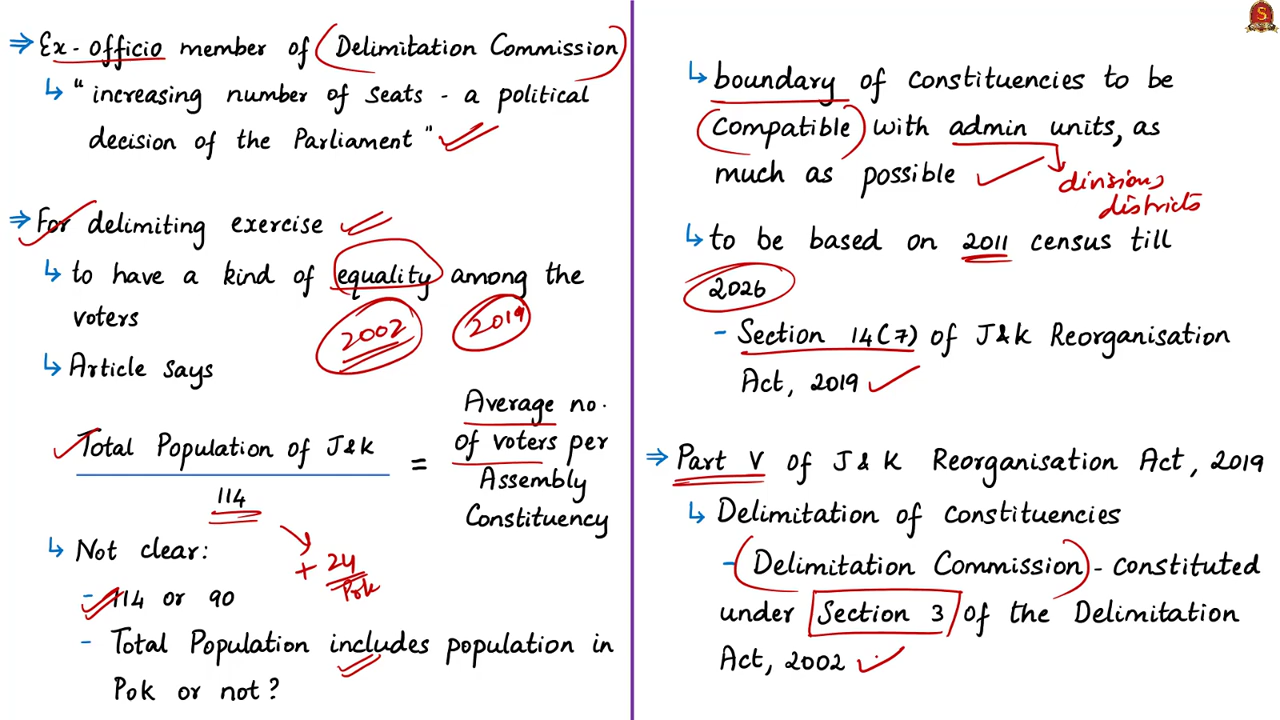 ⇒ Ex-officio member of (Delimitation Commission)
↳ "increasing number of seats - a political
decision of the Parliament"
⇒ For delimiting exercise
↳ to have a kind of equality among the
voters
2002 2019
↳ Article says
Total Population of J&K
114
=
Average no.
of voters per
Assembly
Constituency
+ 24
Pok
↳ Not clear:
- 114 or 90
- Total Population includes population in
Pok or not?
↳ boundary of constituencies to be
(compatible) with admin units, as
much as possible
divisions,
districts
↳ to be based on 2011 census till
2026
- Section 14(7) of J&K Reorganisation
Act, 2019
⇒ Part V of J & K Reorganisation Act, 2019
↳ Delimitation of constituencies
- (Delimitation Commission) - constituted
under Section 3 of the Delimitation
Act, 2002
S